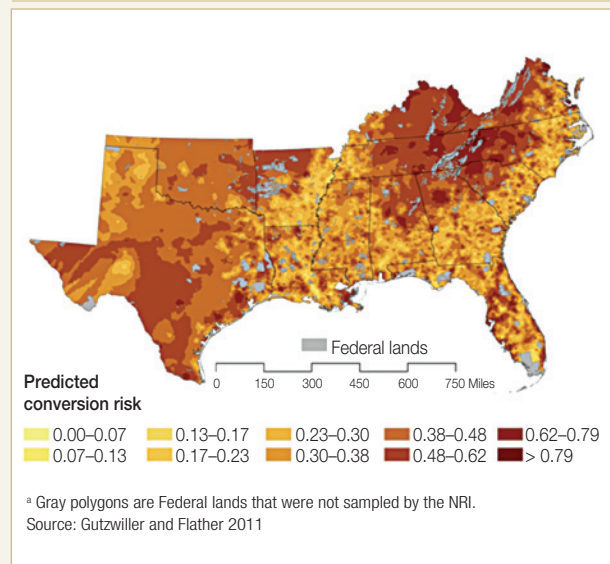 Federal lands
0 150 300 450 600 750 Miles
Predicted
conversion risk
0.00–0.07 0.13–0.17 0.23–0.30 0.38–0.48 0.62–0.79
0.07–0.13 0.17–0.23 0.30–0.38 0.48–0.62 > 0.79
ᵃ Gray polygons are Federal lands that were not sampled by the NRI.
Source: Gutzwiller and Flather 2011